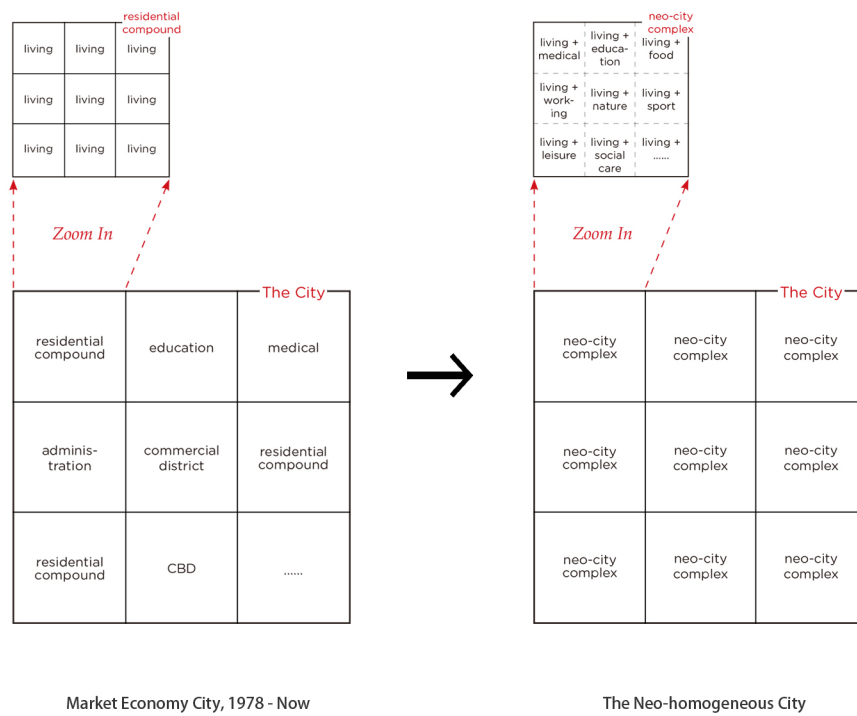 residential
compound
living living living
living living living
living living living
Zoom In
The City
residential
compound
education
medical
adminis-
tration
commercial
district
residential
compound
residential
compound
CBD
......
Market Economy City, 1978 - Now
neo-city
complex
living +
medical
living +
educa-
tion
living +
food
living +
work-
ing
living +
nature
living +
sport
living +
leisure
living +
social
care
living +
......
Zoom In
The City
neo-city
complex
neo-city
complex
neo-city
complex
neo-city
complex
neo-city
complex
neo-city
complex
neo-city
complex
neo-city
complex
neo-city
complex
The Neo-homogeneous City